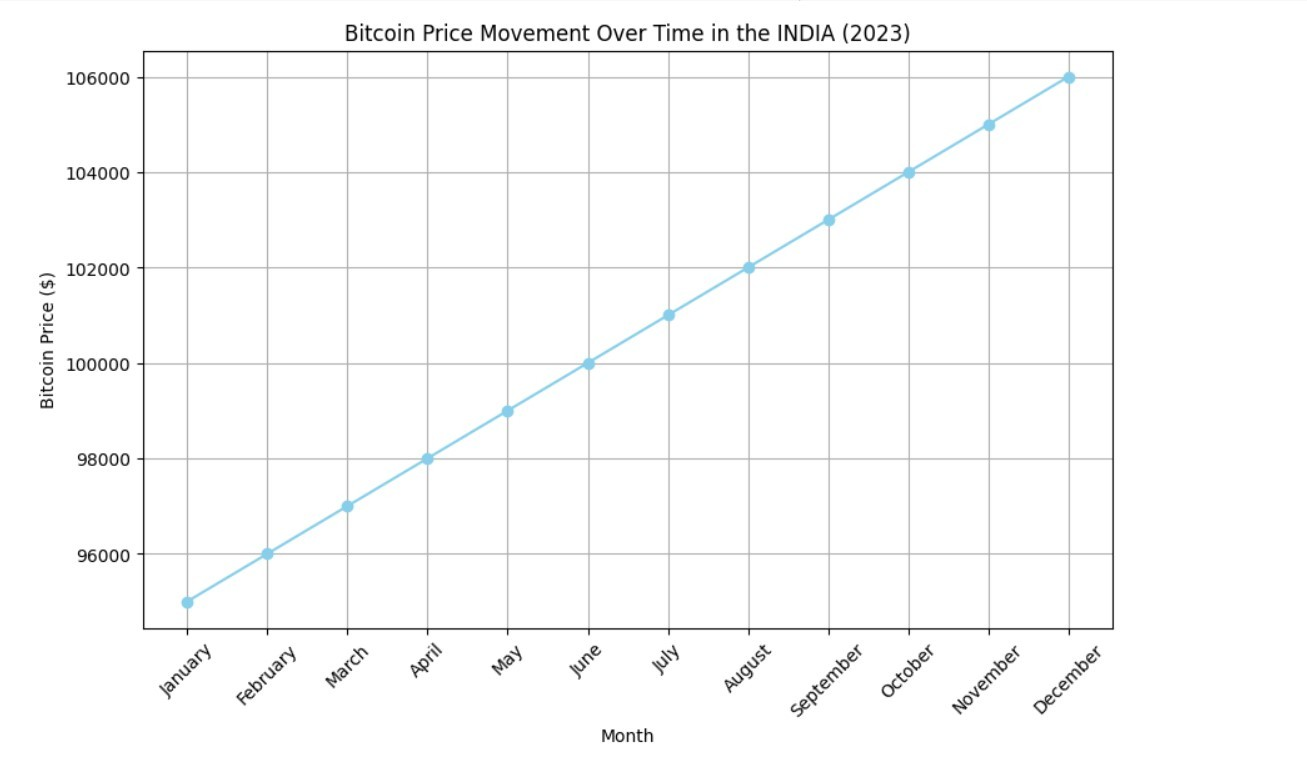 Bitcoin Price Movement Over Time in the INDIA (2023)
106000
104000
102000
100000
98000
96000
Bitcoin Price ($)
January
February
March
April
May
June
July
August
September
October
November
December
Month